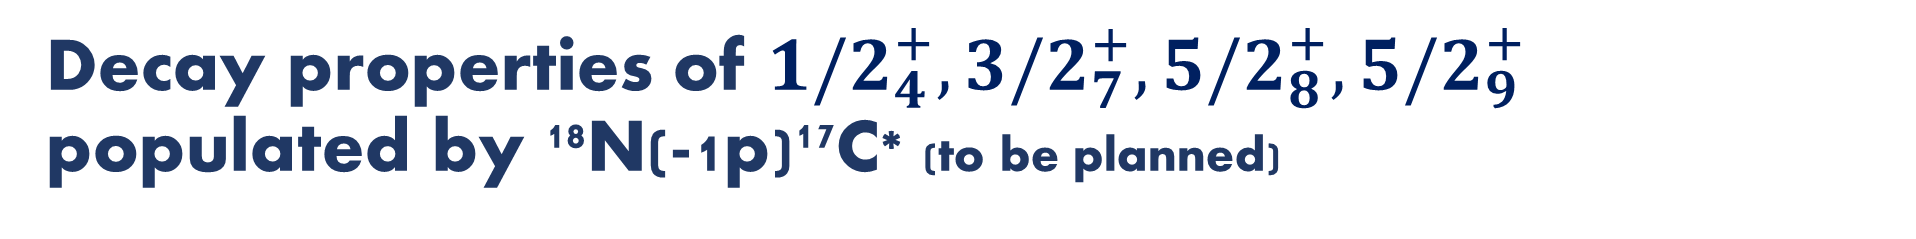 Decay properties of 1/2₄⁺, 3/2₇⁺, 5/2₈⁺, 5/2₉⁺
populated by ¹⁸N(-1p)¹⁷C* (to be planned)